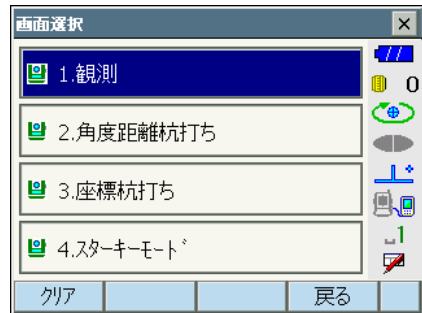 画面選択
1.観測
0
2.角度距離杭打ち
3.座標杭打ち
4.スターキーモード
1
クリア 戻る